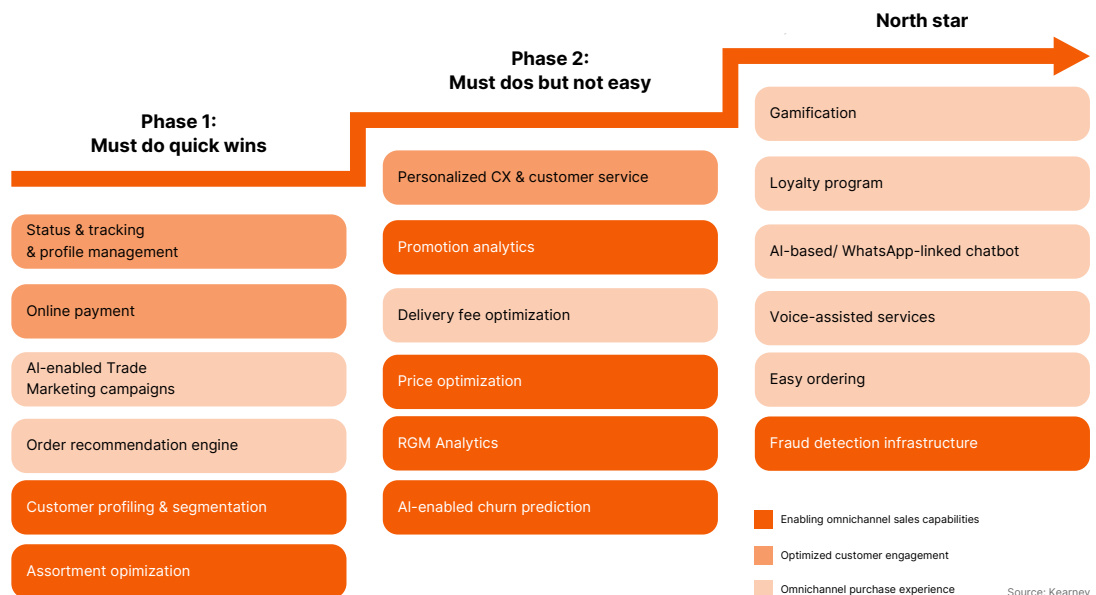 North star
Phase 2:
Must dos but not easy
Phase 1:
Must do quick wins
Status & tracking
& profile management
Online payment
AI-enabled Trade
Marketing campaigns
Order recommendation engine
Customer profiling & segmentation
Assortment opimization
Personalized CX & customer service
Promotion analytics
Delivery fee optimization
Price optimization
RGM Analytics
AI-enabled churn prediction
Gamification
Loyalty program
AI-based/ WhatsApp-linked chatbot
Voice-assisted services
Easy ordering
Fraud detection infrastructure
Enabling omnichannel sales capabilities
Optimized customer engagement
Omnichannel purchase experience
Source: Kearney